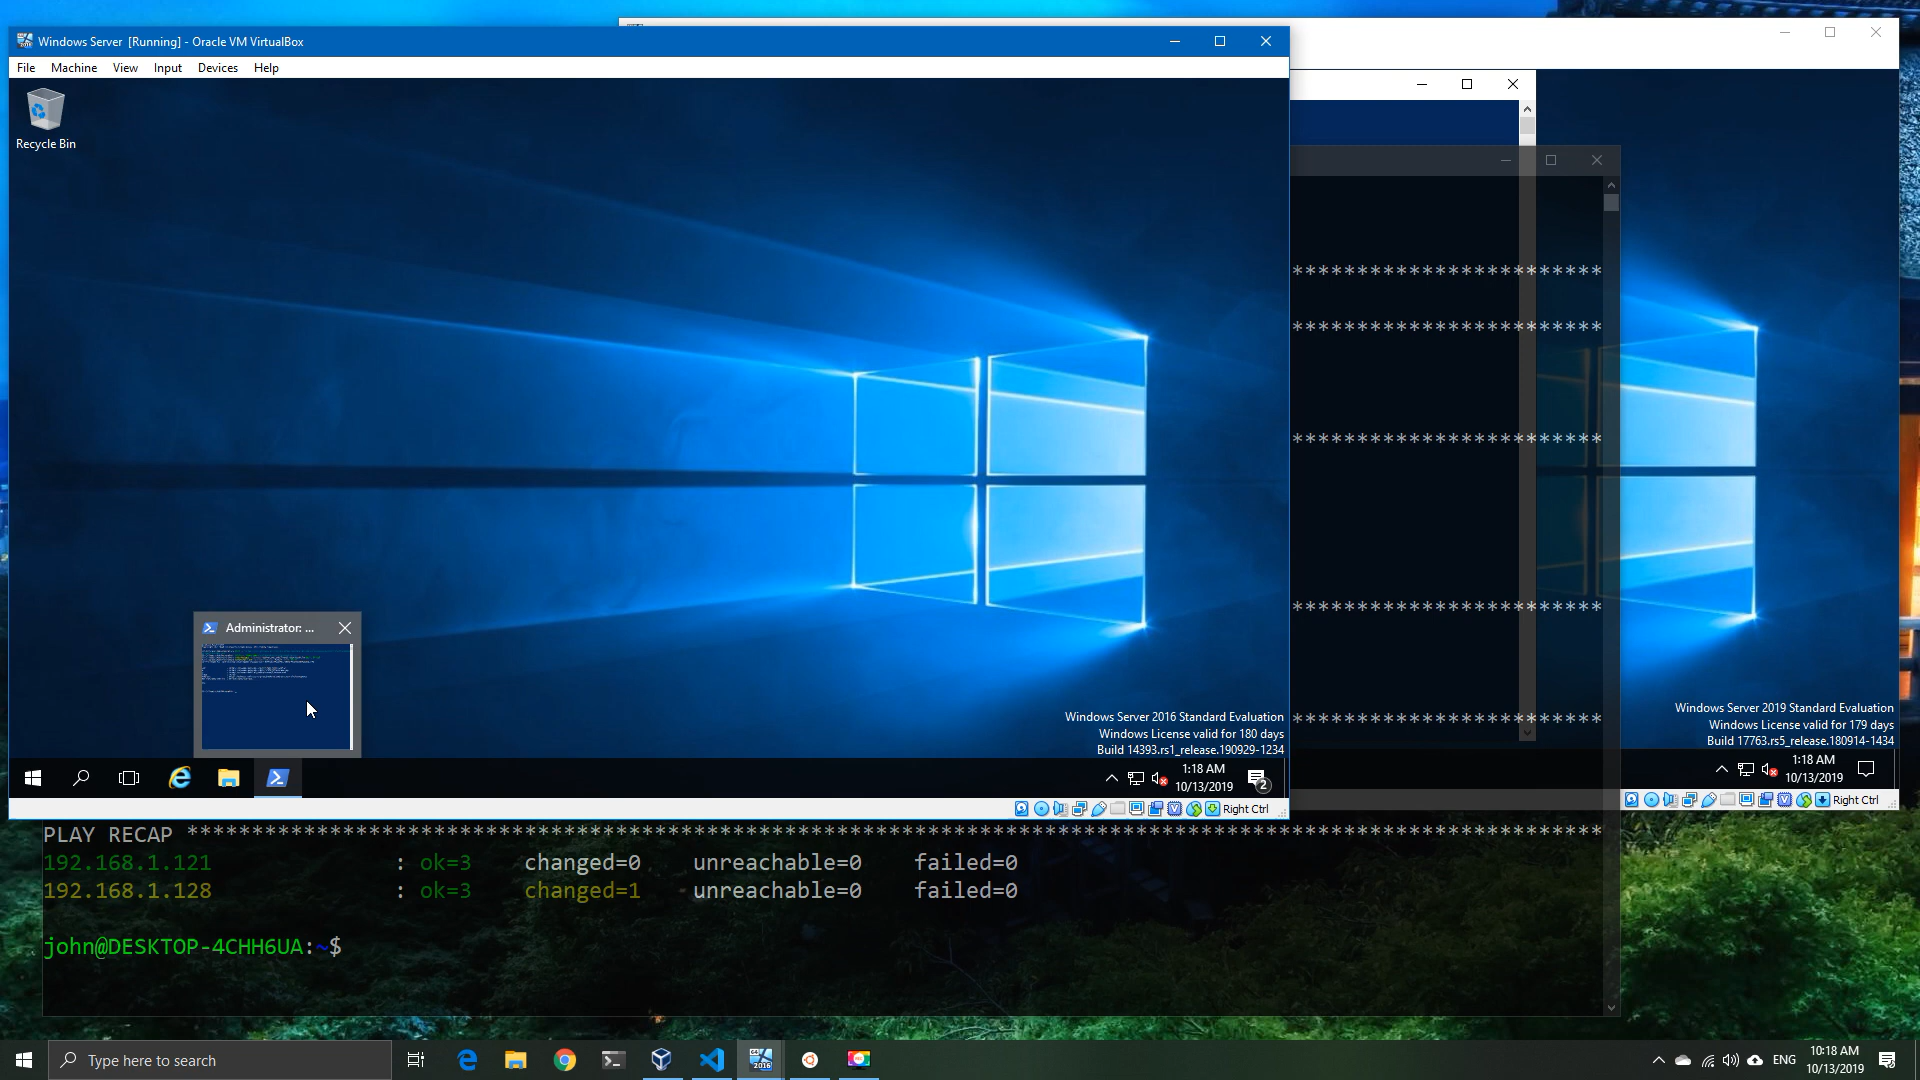 Windows Server [Running] - Oracle VM VirtualBox
File Machine View Input Devices Help
Recycle Bin
Administrator: ...
Windows Server 2016 Standard Evaluation
Windows License valid for 180 days
Build 14393.rs1_release.190929-1234
1:18 AM
10/13/2019
2
Right Ctrl
************************
************************
************************
************************
************************
Windows Server 2019 Standard Evaluation
Windows License valid for 179 days
Build 17763.rs5_release.180914-1434
1:18 AM
10/13/2019
Right Ctrl
PLAY RECAP *************************************************************************************************************
192.168.1.121 : ok=3 changed=0 unreachable=0 failed=0
192.168.1.128 : ok=3 changed=1 unreachable=0 failed=0
john@DESKTOP-4CHH6UA:~$
Type here to search
2016
ENG
10:18 AM
10/13/2019